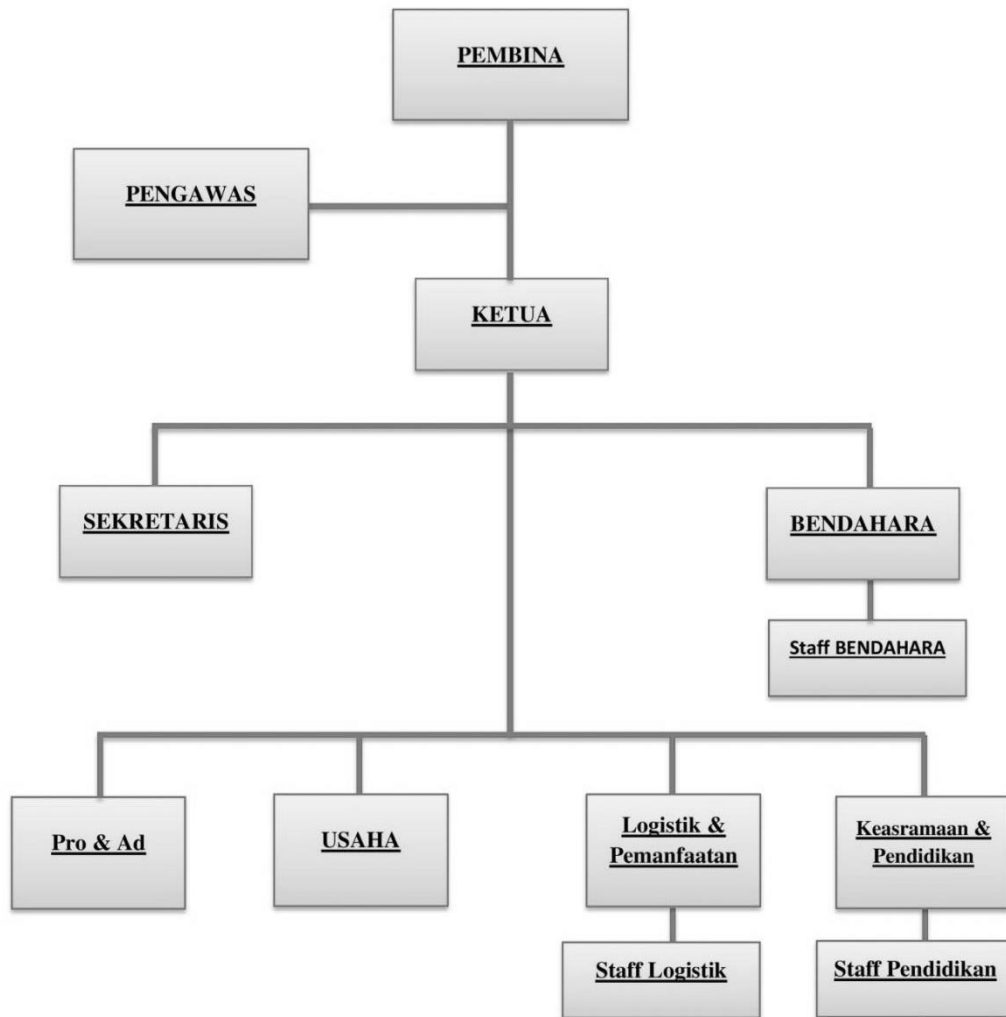 PEMBINA
PENGAWAS
KETUA
SEKRETARIS
BENDAHARA
Staff BENDAHARA
Pro & Ad
USAHA
Logistik &
Pemanfaatan
Keasramaan &
Pendidikan
Staff Logistik
Staff Pendidikan